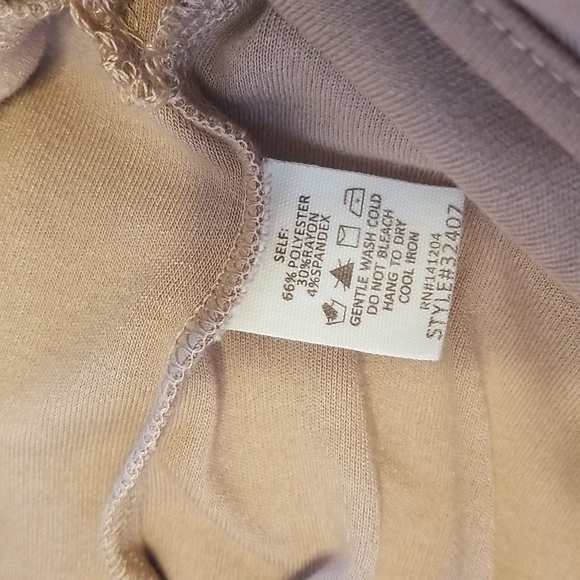 SELF:
66% POLYESTER
30%RAYON
4%SPANDEX
GENTLE WASH COLD
DO NOT BLEACH
HANG TO DRY
COOL IRON
RN#141204
STYLE#32407